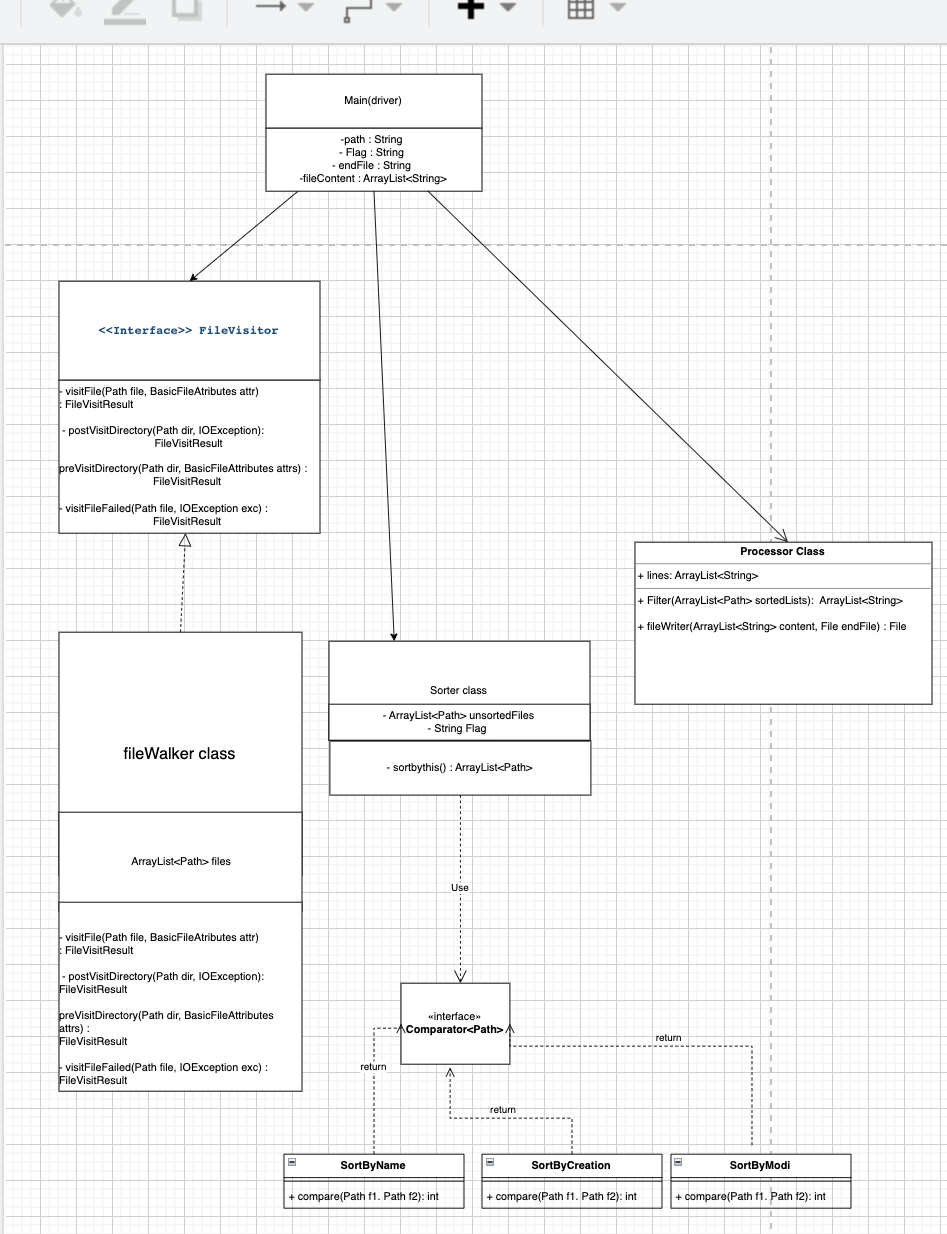 Main(driver)
-path : String
- Flag : String
- endFile : String
-fileContent : ArrayList<String>
<<Interface>> FileVisitor
- visitFile(Path file, BasicFileAtributes attr)
: FileVisitResult
- postVisitDirectory(Path dir, IOException):
FileVisitResult
preVisitDirectory(Path dir, BasicFileAttributes attrs) :
FileVisitResult
- visitFileFailed(Path file, IOException exc) :
FileVisitResult
Processor Class
+ lines: ArrayList<String>
+ Filter(ArrayList<Path> sortedLists): ArrayList<String>
+ fileWriter(ArrayList<String> content, File endFile) : File
fileWalker class
ArrayList<Path> files
- visitFile(Path file, BasicFileAtributes attr)
: FileVisitResult
- postVisitDirectory(Path dir, IOException):
FileVisitResult
preVisitDirectory(Path dir, BasicFileAttributes
attrs) :
FileVisitResult
- visitFileFailed(Path file, IOException exc) :
FileVisitResult
Sorter class
- ArrayList<Path> unsortedFiles
- String Flag
- sortbythis() : ArrayList<Path>
Use
«interface»
Comparator<Path>
return
return
return
SortByName
+ compare(Path f1. Path f2): int
SortByCreation
+ compare(Path f1. Path f2): int
SortByModi
+ compare(Path f1. Path f2): int